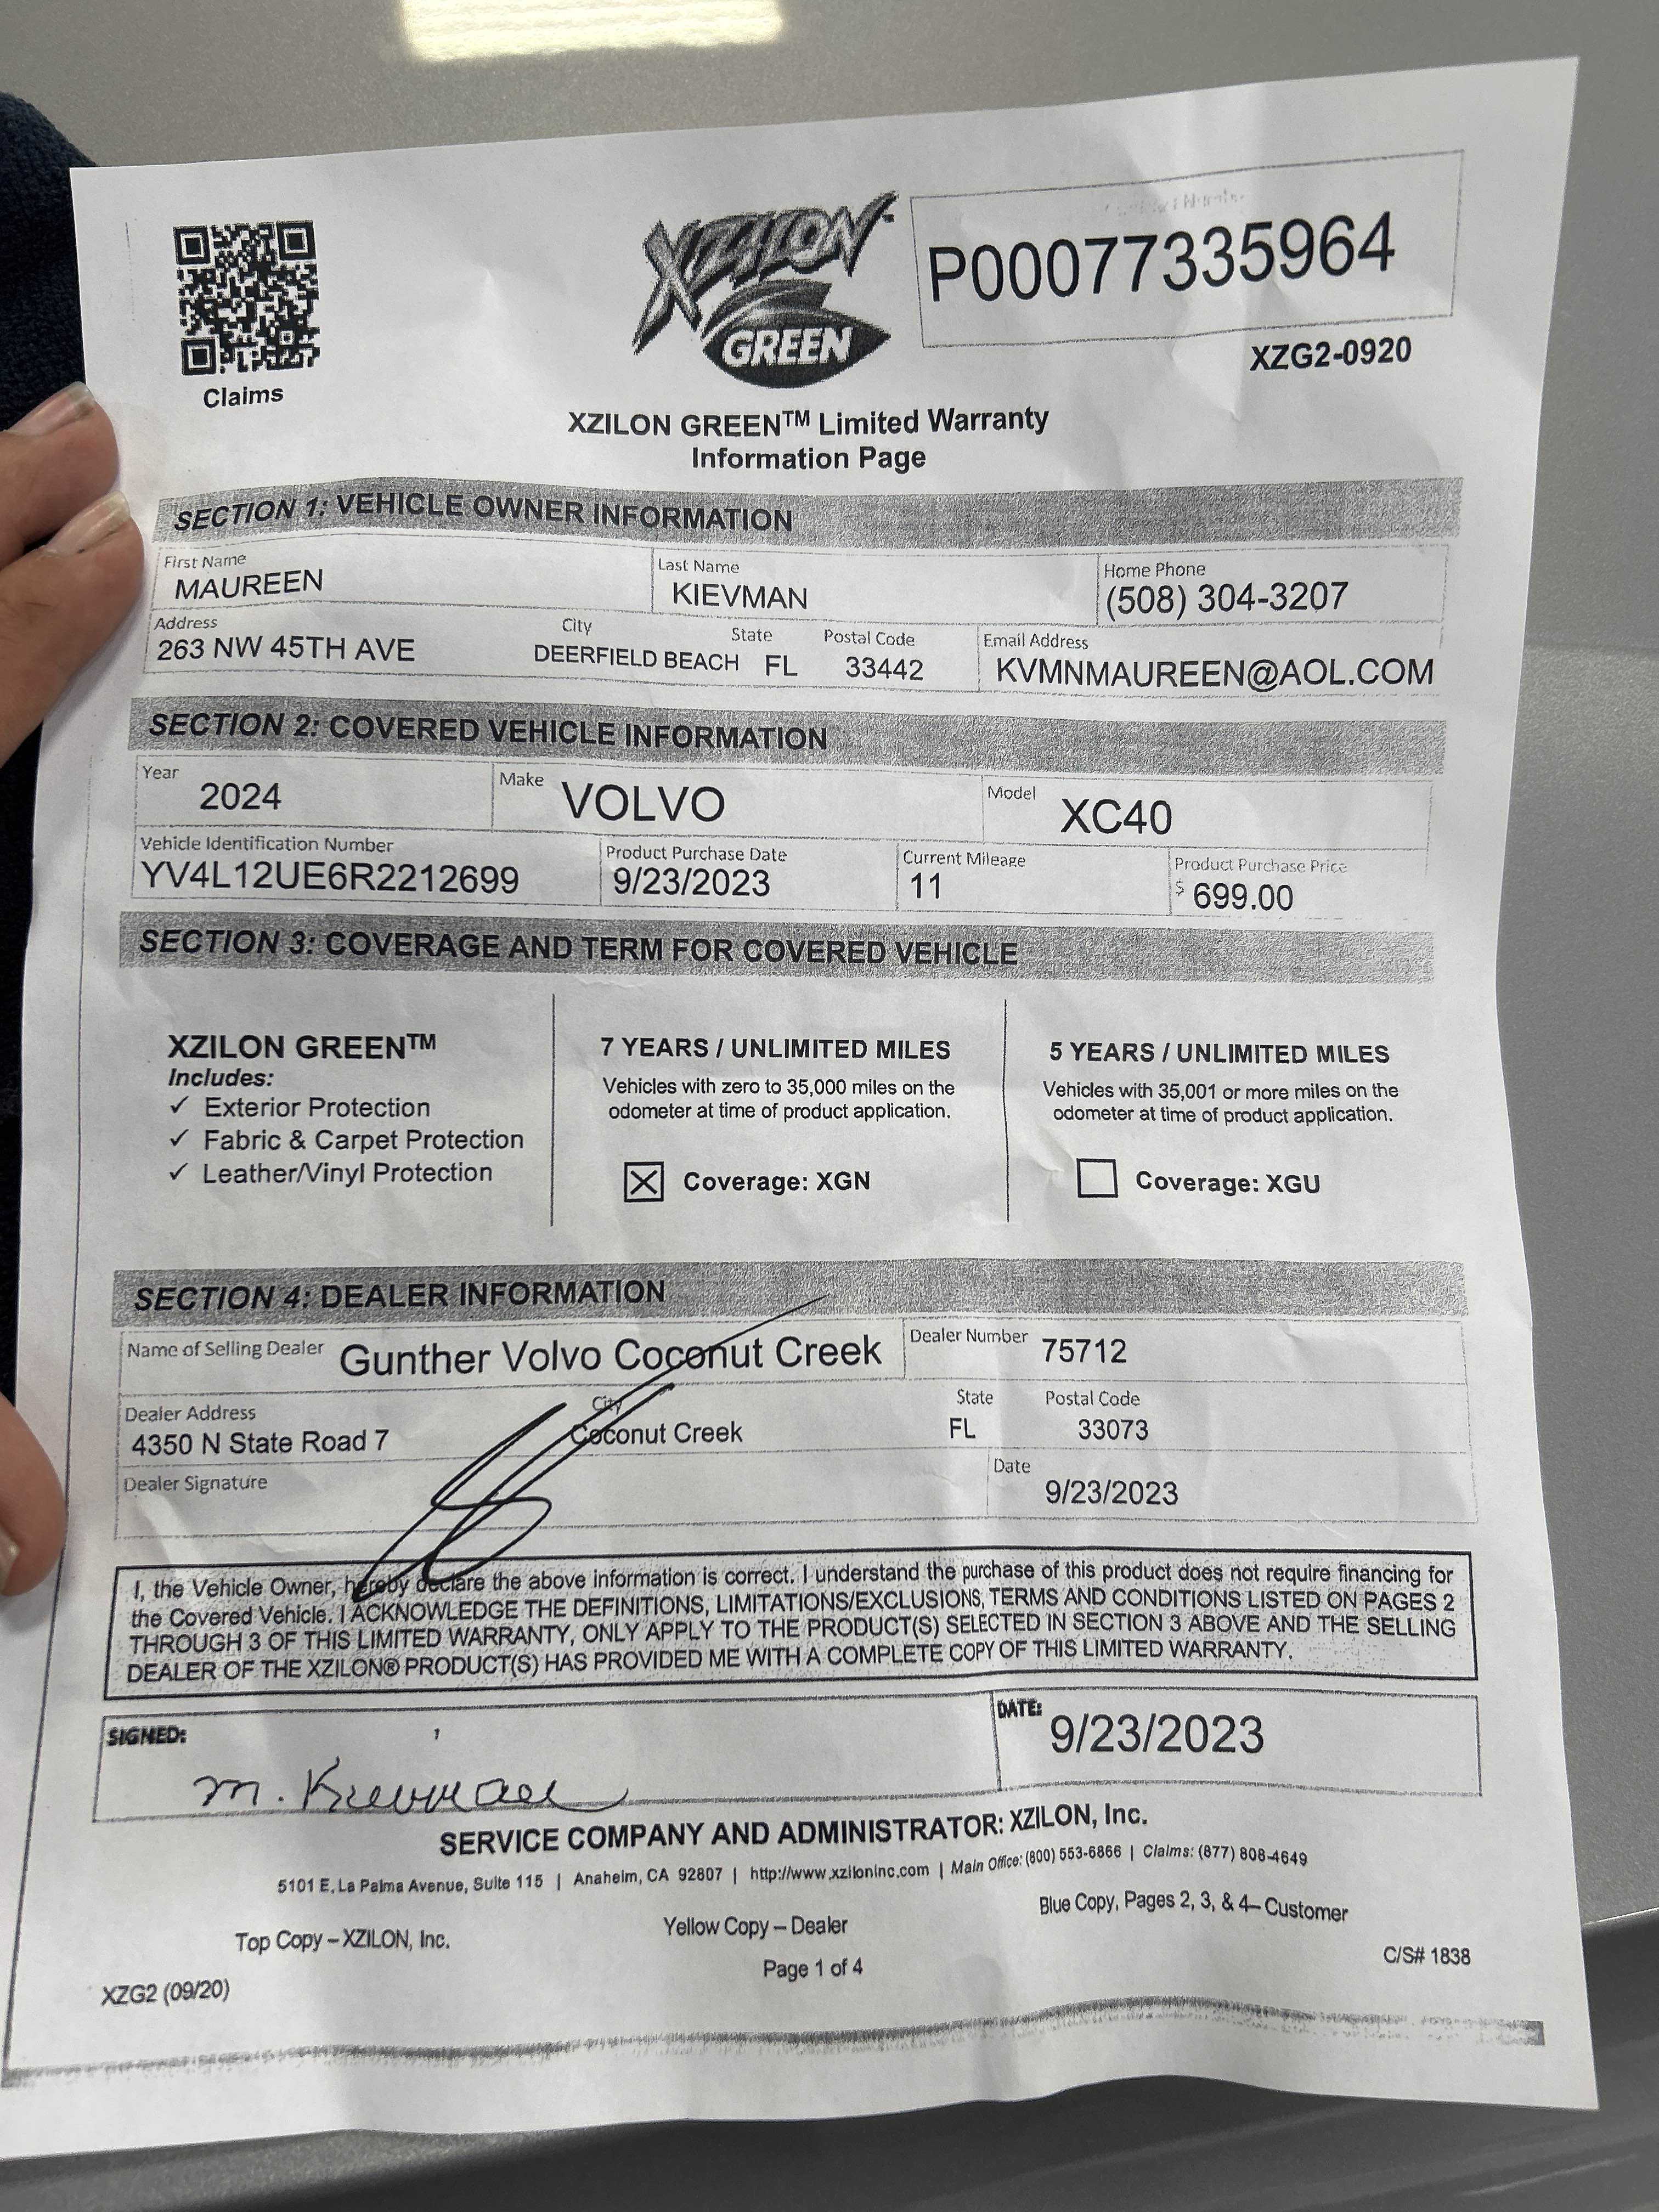 XZILON
GREEN
P00077335964
XZG2-0920
Claims
XZILON GREEN™ Limited Warranty
Information Page
SECTION 1: VEHICLE OWNER INFORMATION
First Name Last Name Home Phone
MAUREEN KIEVMAN (508) 304-3207
Address City State Postal Code Email Address
263 NW 45TH AVE DEERFIELD BEACH FL 33442 KVMNMAUREEN@AOL.COM
SECTION 2: COVERED VEHICLE INFORMATION
Year 2024 Make VOLVO Model XC40
Vehicle Identification Number Product Purchase Date Current Mileage Product Purchase Price
YV4L12UE6R2212699 9/23/2023 11 $ 699.00
SECTION 3: COVERAGE AND TERM FOR COVERED VEHICLE
XZILON GREEN™
Includes:
✓ Exterior Protection
✓ Fabric & Carpet Protection
✓ Leather/Vinyl Protection
7 YEARS / UNLIMITED MILES
Vehicles with zero to 35,000 miles on the
odometer at time of product application.
☒ Coverage: XGN
5 YEARS / UNLIMITED MILES
Vehicles with 35,001 or more miles on the
odometer at time of product application.
☐ Coverage: XGU
SECTION 4: DEALER INFORMATION
Name of Selling Dealer Gunther Volvo Coconut Creek Dealer Number 75712
Dealer Address City State Postal Code
4350 N State Road 7 Coconut Creek FL 33073
Dealer Signature Date
9/23/2023
I, the Vehicle Owner, hereby declare the above information is correct. I understand the purchase of this product does not require financing for
the Covered Vehicle. I ACKNOWLEDGE THE DEFINITIONS, LIMITATIONS/EXCLUSIONS, TERMS AND CONDITIONS LISTED ON PAGES 2
THROUGH 3 OF THIS LIMITED WARRANTY, ONLY APPLY TO THE PRODUCT(S) SELECTED IN SECTION 3 ABOVE AND THE SELLING
DEALER OF THE XZILON® PRODUCT(S) HAS PROVIDED ME WITH A COMPLETE COPY OF THIS LIMITED WARRANTY.
SIGNED: DATE: 9/23/2023
M. Kievman
SERVICE COMPANY AND ADMINISTRATOR: XZILON, Inc.
5101 E. La Palma Avenue, Suite 115 | Anaheim, CA 92807 | http://www.xziloninc.com | Main Office: (800) 553-6866 | Claims: (877) 808-4649
Top Copy – XZILON, Inc. Yellow Copy – Dealer Blue Copy, Pages 2, 3, & 4– Customer
Page 1 of 4
C/S# 1838
XZG2 (09/20)